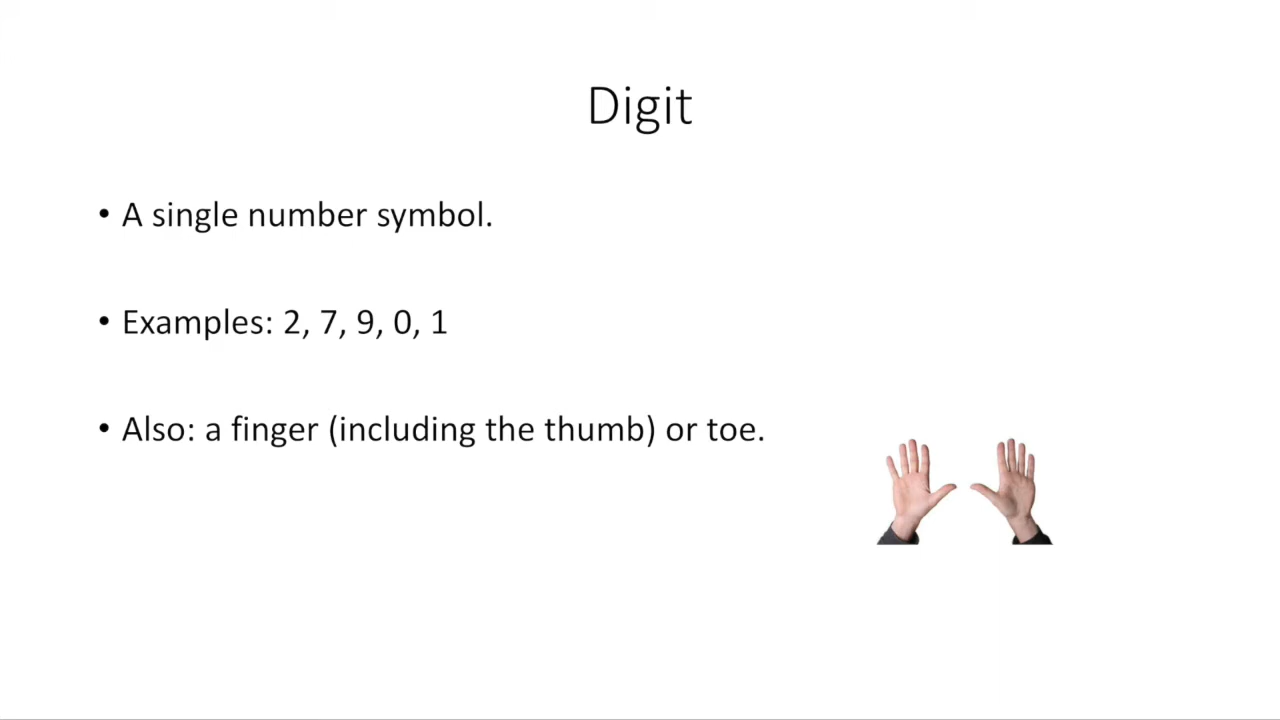 Digit
• A single number symbol.
• Examples: 2, 7, 9, 0, 1
• Also: a finger (including the thumb) or toe.